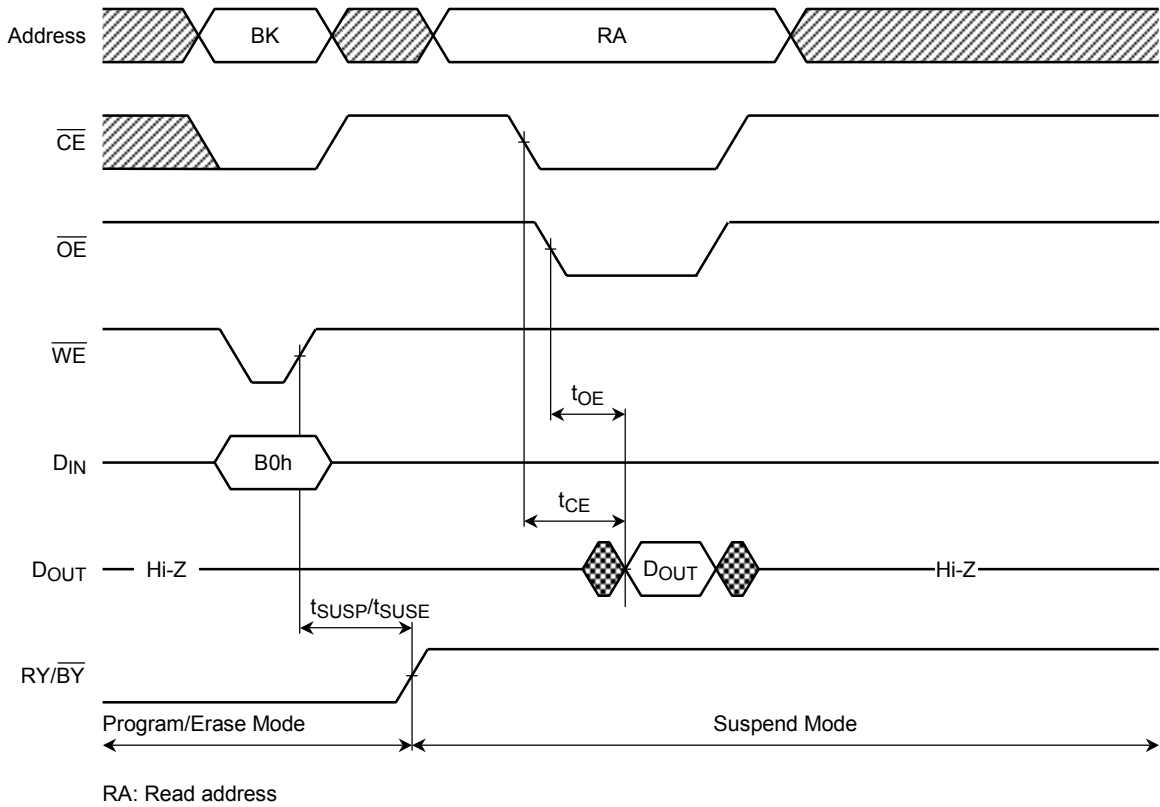 Address BK RA
CE
OE
WE
tOE
DIN B0h
tCE
DOUT Hi-Z DOUT Hi-Z
tSUSP/tSUSE
RY/BY
Program/Erase Mode Suspend Mode
RA: Read address